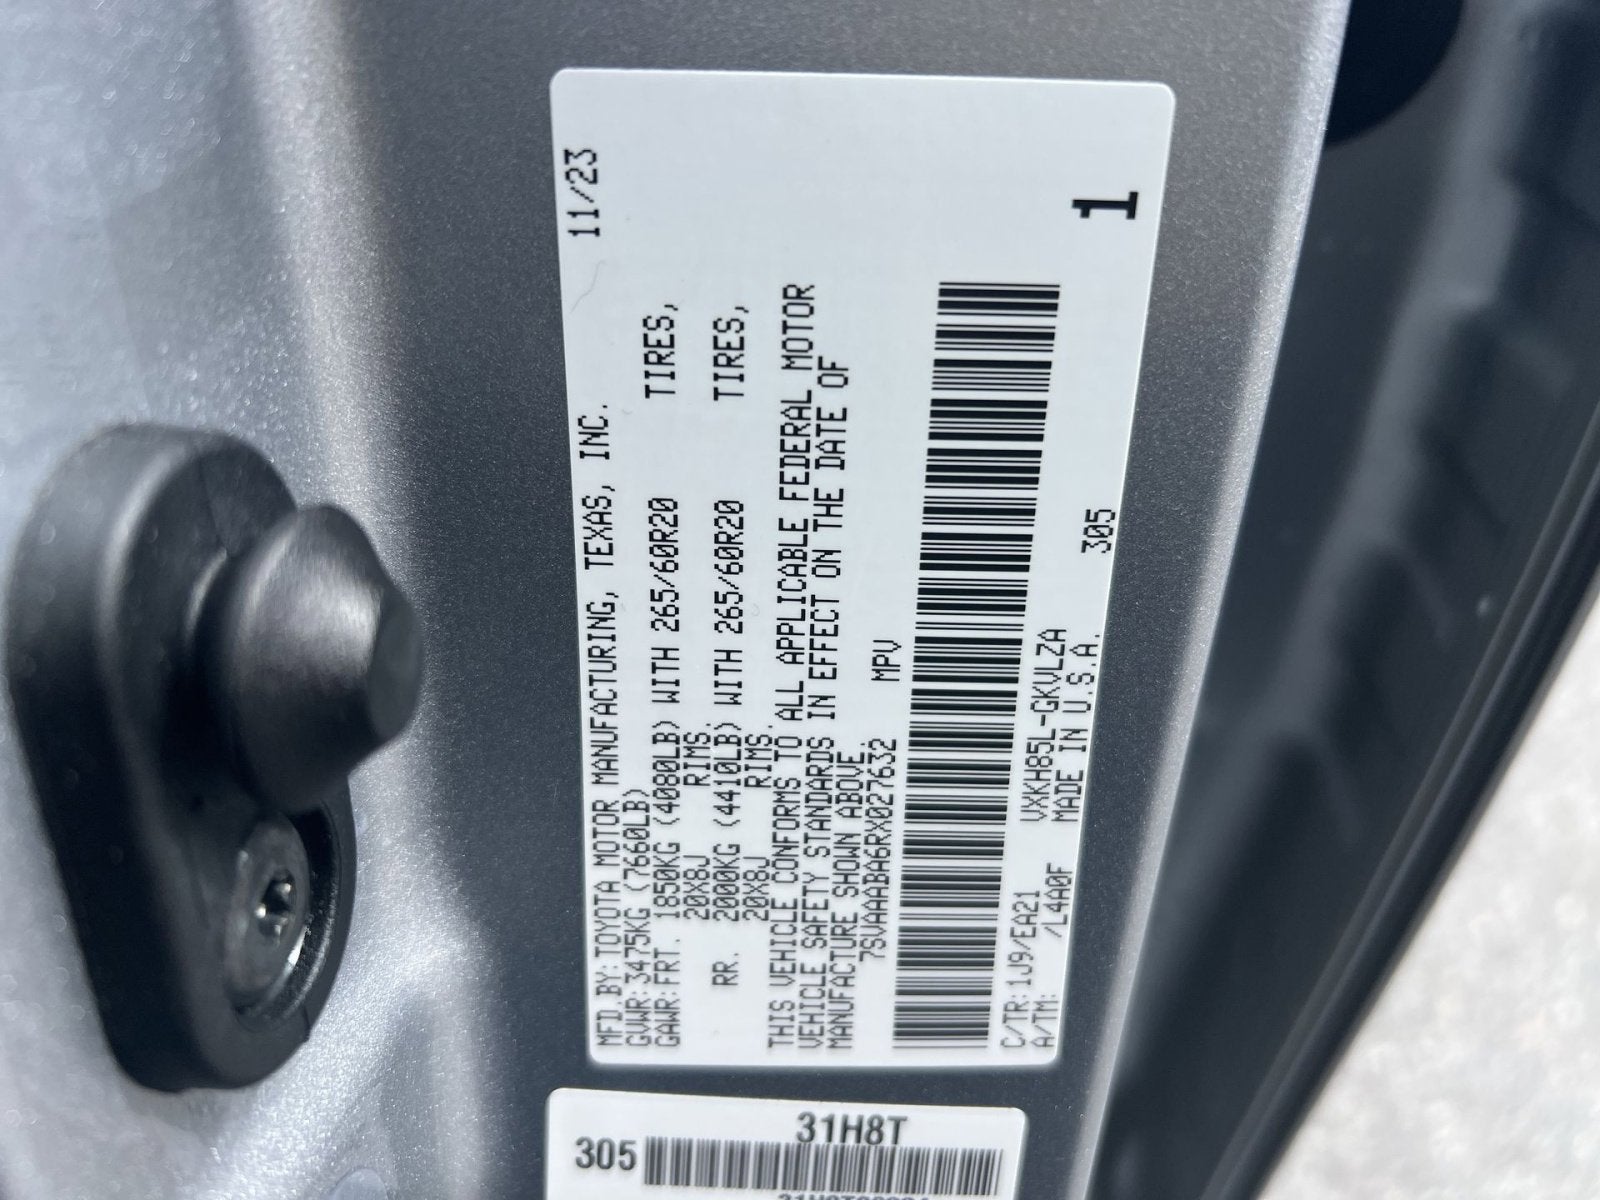 MFD.BY:TOYOTA MOTOR MANUFACTURING, TEXAS, INC. 11/23
GVWR:3475KG (7660LB)
GAWR:FRT. 1850KG (4080LB) WITH 265/60R20 TIRES,
20X8J RIMS.
RR. 2000KG (4410LB) WITH 265/60R20 TIRES,
20X8J RIMS.
THIS VEHICLE CONFORMS TO ALL APPLICABLE FEDERAL MOTOR
VEHICLE SAFETY STANDARDS IN EFFECT ON THE DATE OF
MANUFACTURE SHOWN ABOVE.
7SVAAABA6RX027632 MPV
C/TR:1J9/EA21 VXKH85L-GKVLZA
A/TM: /L4A0F MADE IN U.S.A. 305 1
31H8T
305